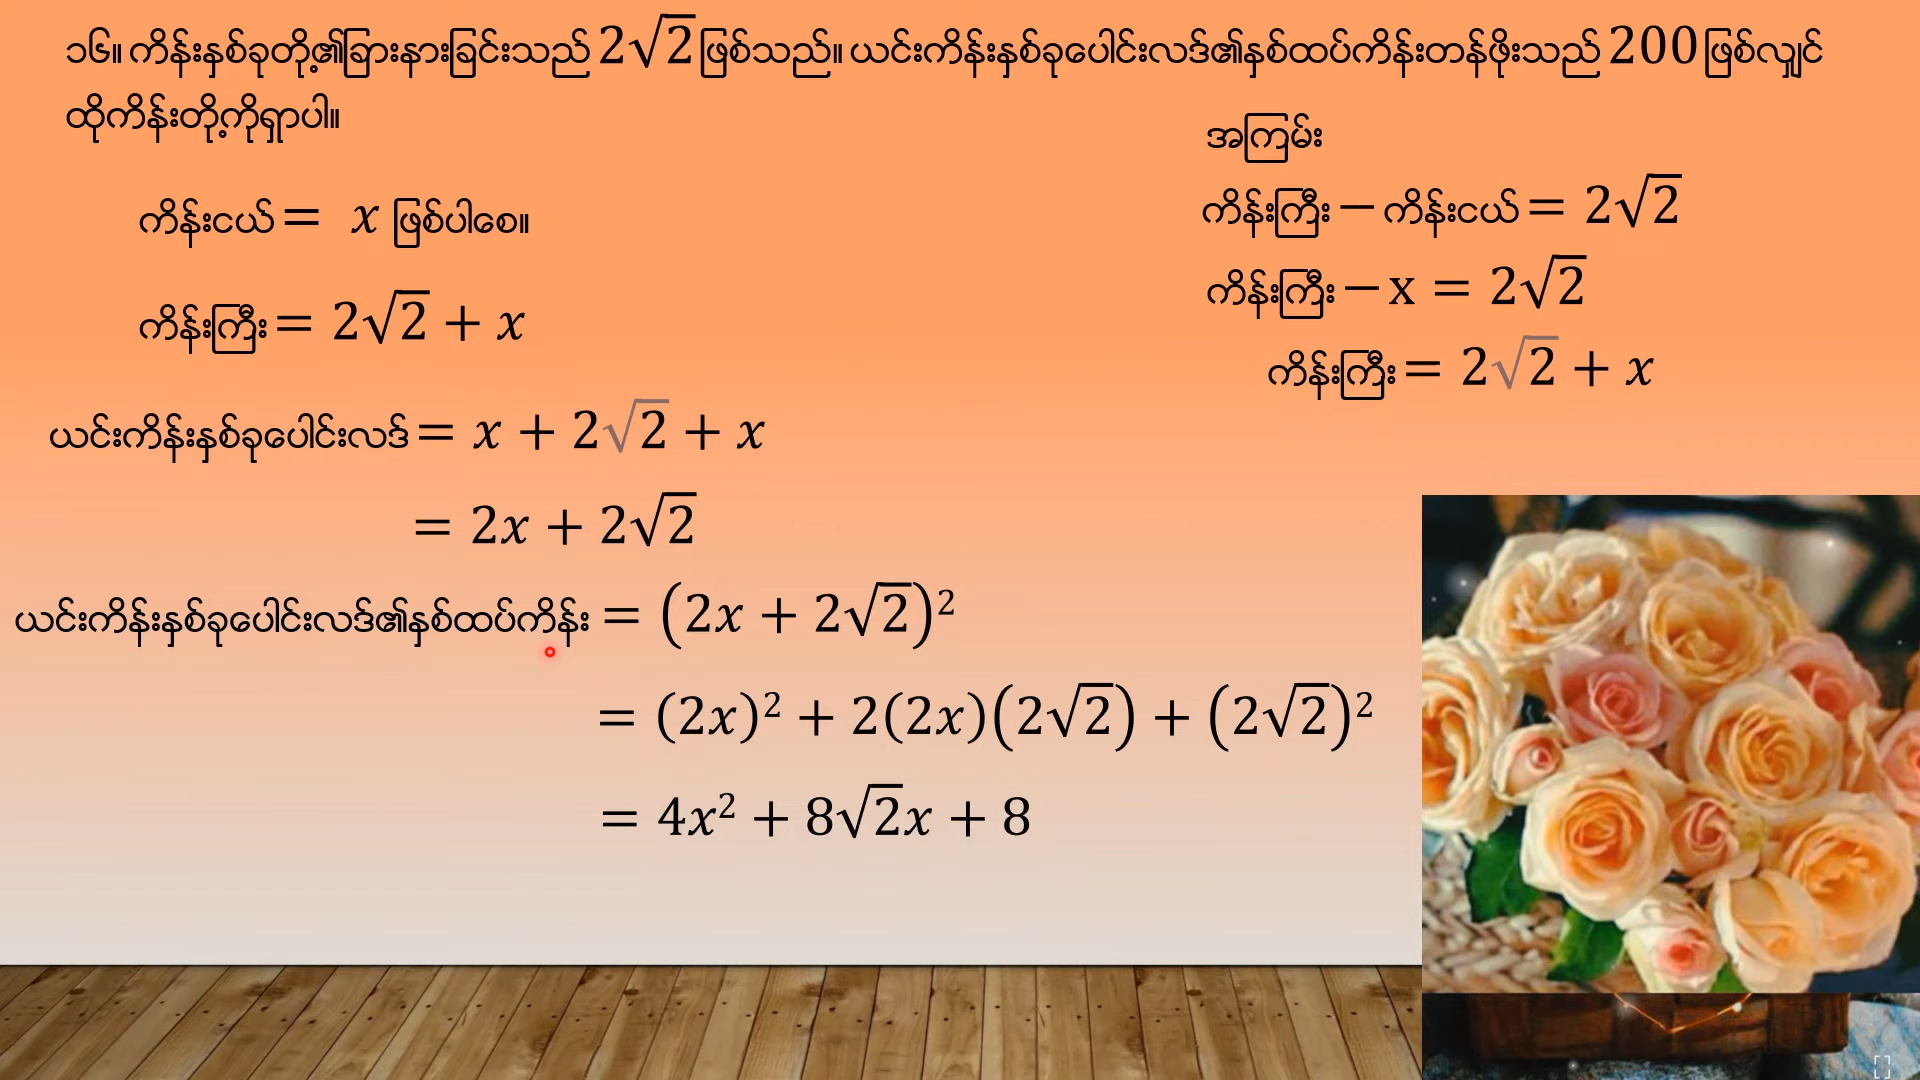 ၁၆။ ကိန်းနှစ်ခုတို့၏ခြားနားခြင်းသည် 2√2 ဖြစ်သည်။ ယင်းကိန်းနှစ်ခုပေါင်းလဒ်၏နှစ်ထပ်ကိန်းတန်ဖိုးသည် 200 ဖြစ်လျှင်
ထိုကိန်းတို့ကိုရှာပါ။
အကြမ်း
ကိန်းကြီး − ကိန်းငယ် = 2√2
ကိန်းကြီး − x = 2√2
ကိန်းကြီး = 2√2 + x
ကိန်းငယ် = x ဖြစ်ပါစေ။
ကိန်းကြီး = 2√2 + x
ယင်းကိန်းနှစ်ခုပေါင်းလဒ် = x + 2√2 + x
= 2x + 2√2
ယင်းကိန်းနှစ်ခုပေါင်းလဒ်၏နှစ်ထပ်ကိန်း = (2x + 2√2)²
= (2x)² + 2(2x)(2√2) + (2√2)²
= 4x² + 8√2x + 8